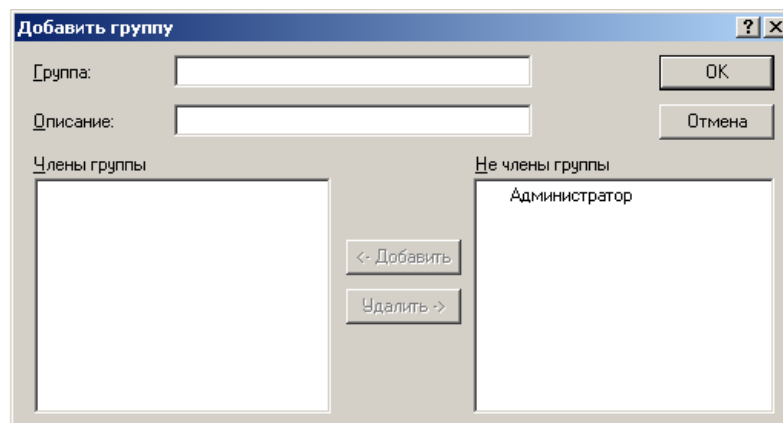 Добавить группу
Группа:
OK
Описание:
Отмена
Члены группы
Не члены группы
Администратор
<- Добавить
Удалить ->